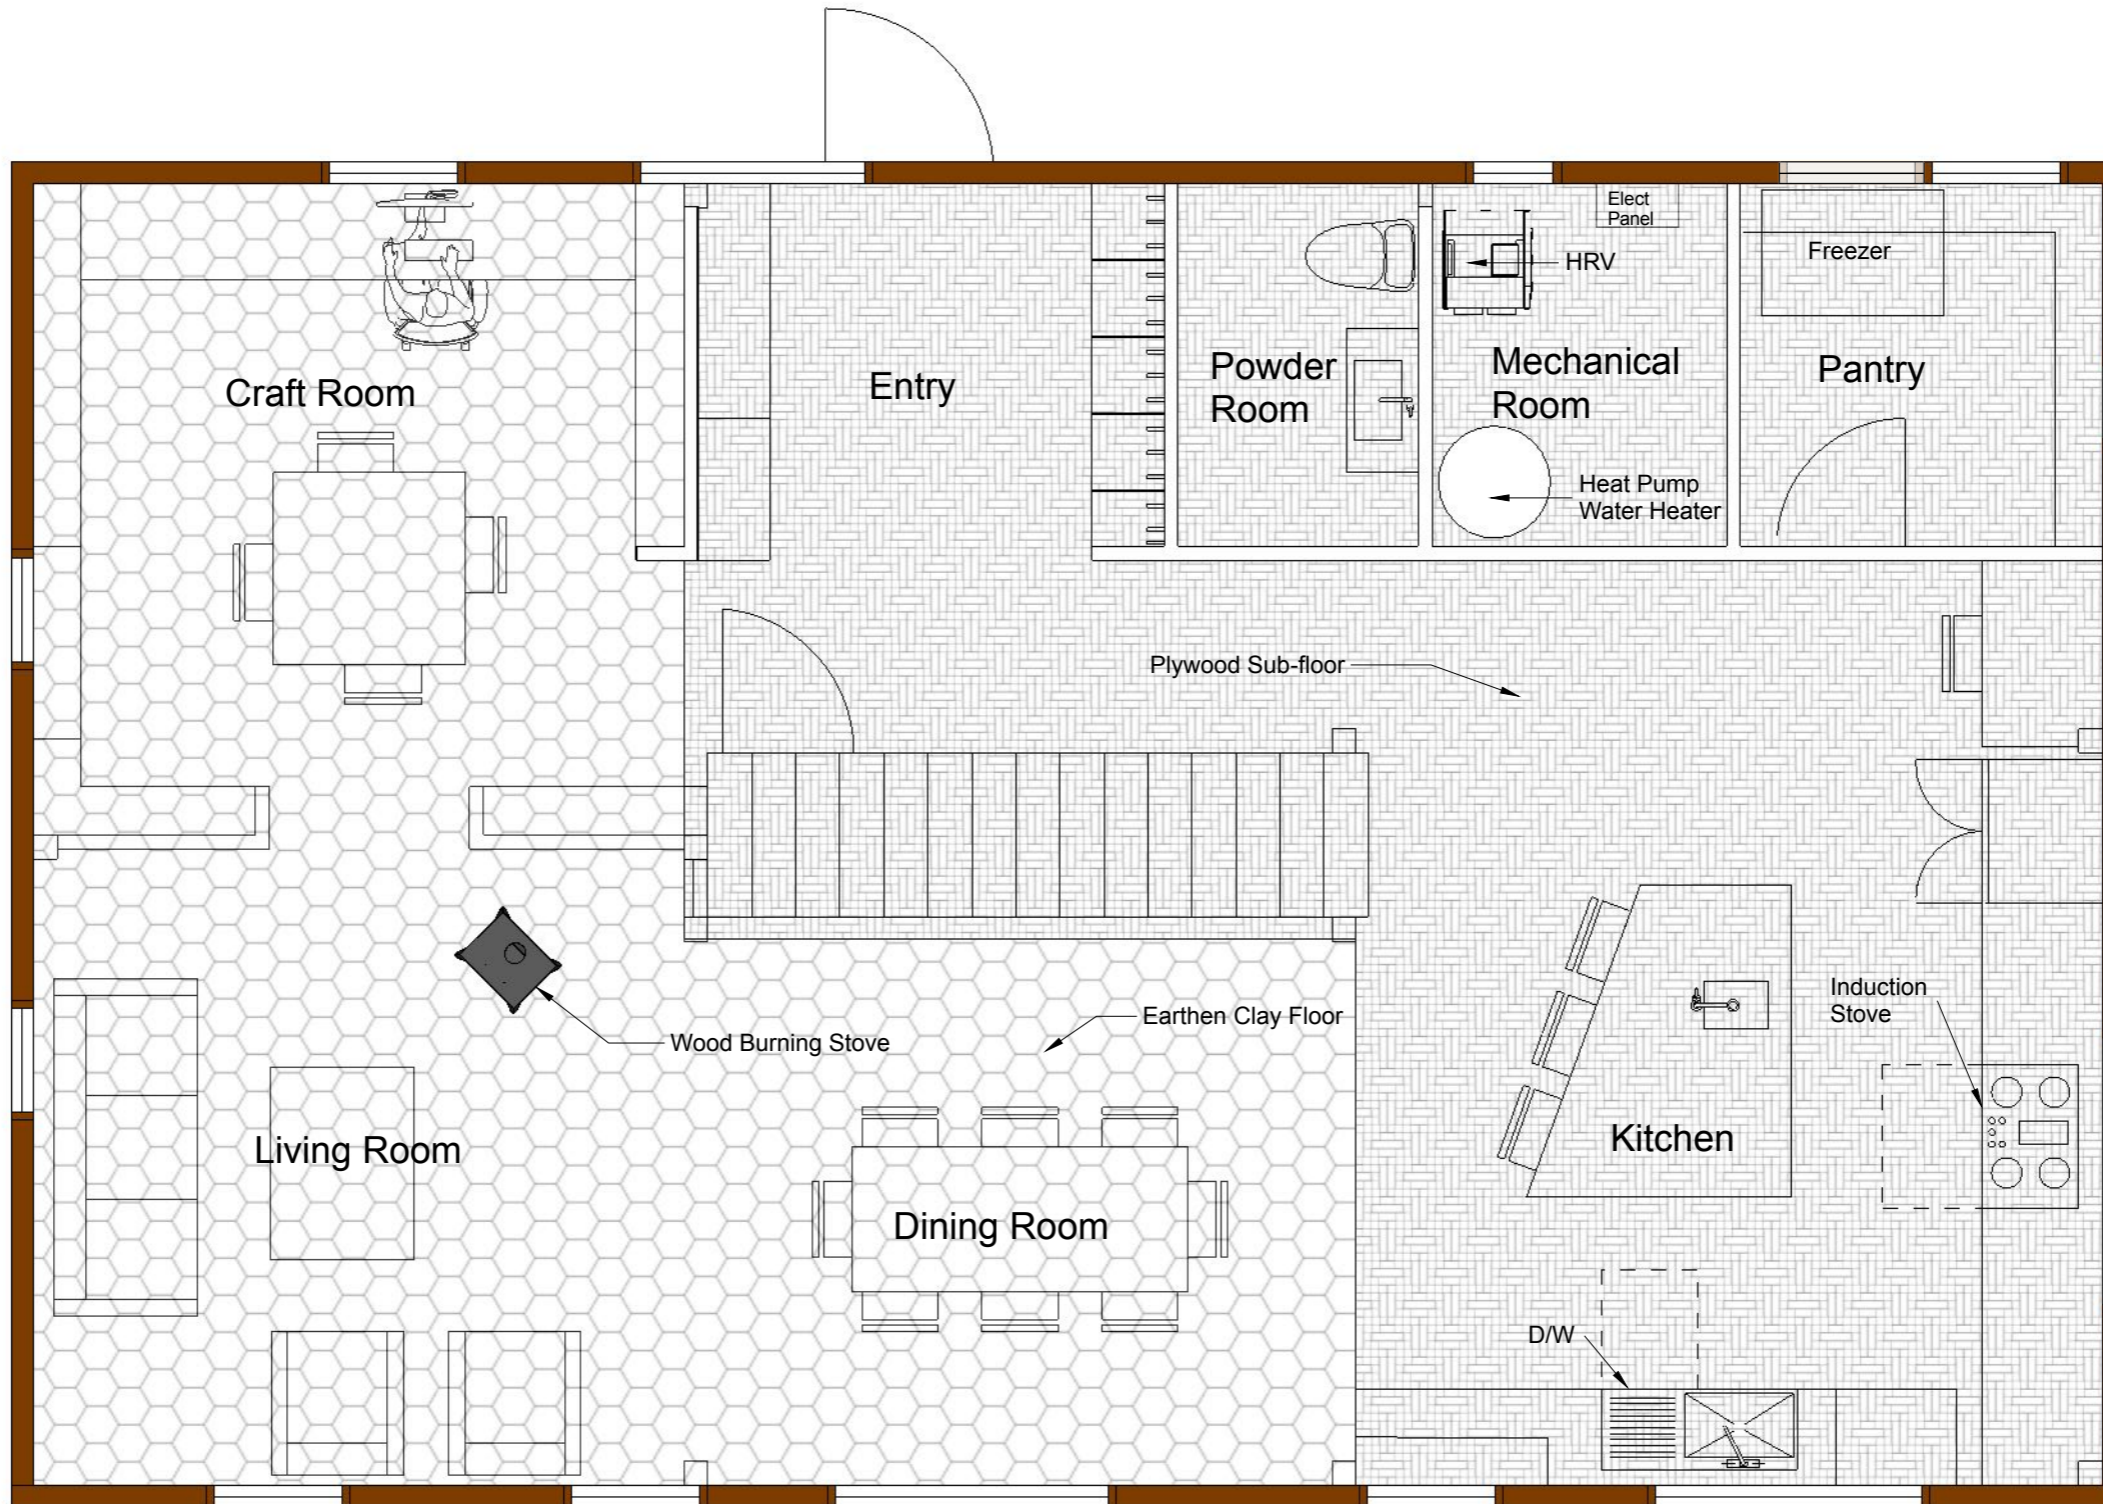 Elect
Panel
HRV
Freezer
Craft Room
Entry
Powder
Room
Mechanical
Room
Pantry
Heat Pump
Water Heater
Plywood Sub-floor
Wood Burning Stove
Earthen Clay Floor
Induction
Stove
Living Room
Dining Room
Kitchen
D/W